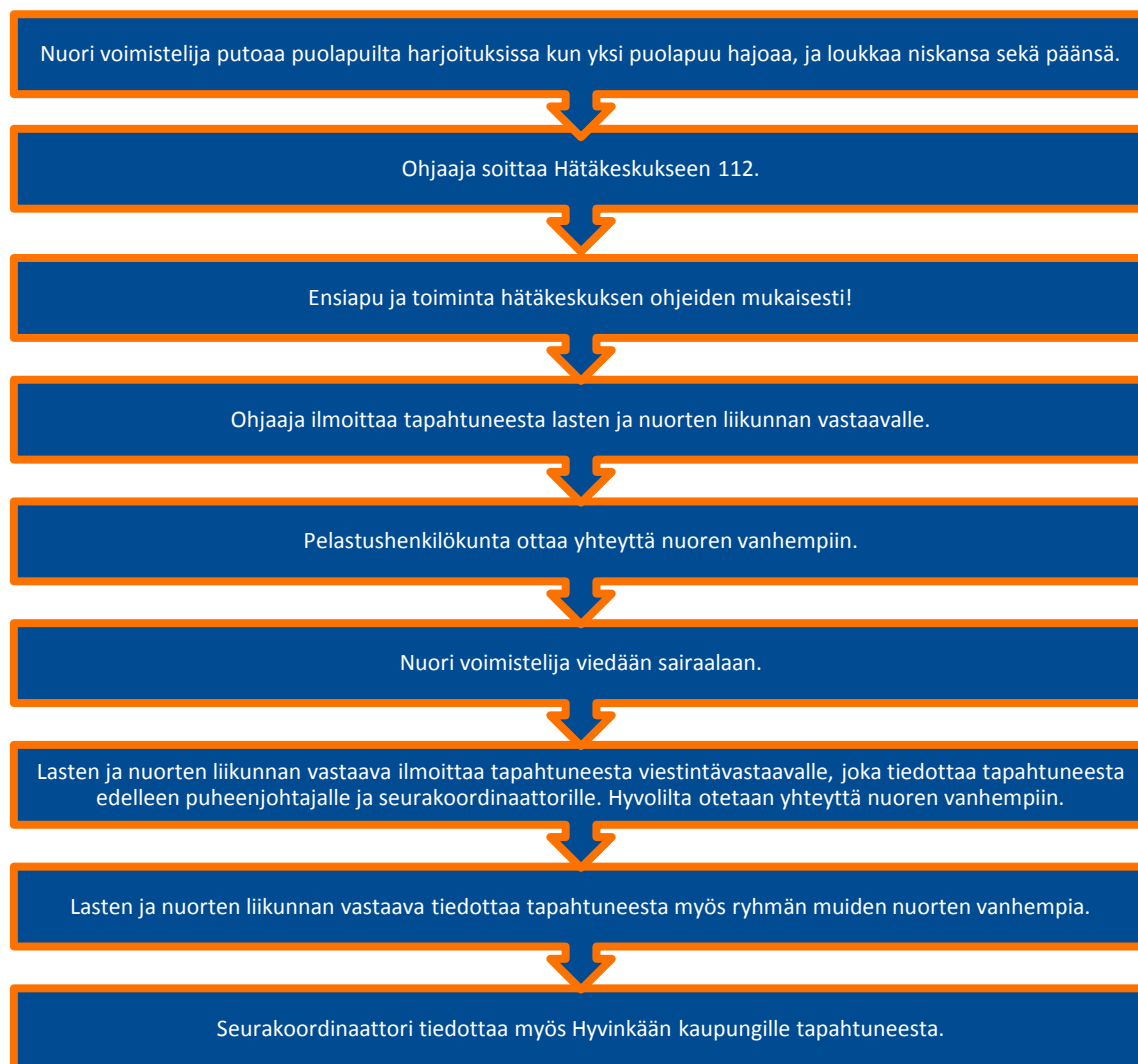 Nuori voimistelija putoaa puolapuilta harjoituksissa kun yksi puolapuu hajoaa, ja loukkaa niskansa sekä päänsä.
Ohjaaja soittaa Hätäkeskukseen 112.
Ensiapu ja toiminta hätäkeskuksen ohjeiden mukaisesti!
Ohjaaja ilmoittaa tapahtuneesta lasten ja nuorten liikunnan vastaavalle.
Pelastushenkilökunta ottaa yhteyttä nuoren vanhempiin.
Nuori voimistelija viedään sairaalaan.
Lasten ja nuorten liikunnan vastaava ilmoittaa tapahtuneesta viestintävastaavalle, joka tiedottaa tapahtuneesta
edelleen puheenjohtajalle ja seurakoordinaattorille. Hyvolilta otetaan yhteyttä nuoren vanhempiin.
Lasten ja nuorten liikunnan vastaava tiedottaa tapahtuneesta myös ryhmän muiden nuorten vanhempia.
Seurakoordinaattori tiedottaa myös Hyvinkään kaupungille tapahtuneesta.